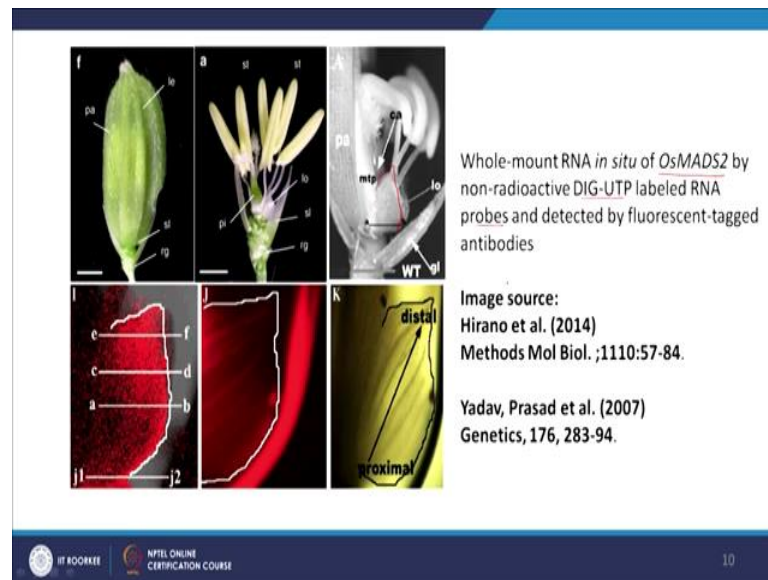 f
le
pa
sl
rg
a
st
st
pi
lo
sl
rg
A
ca
pa
mtp
lo
WT
gl
Whole-mount RNA in situ of OsMADS2 by
non-radioactive DIG-UTP labeled RNA
probes and detected by fluorescent-tagged
antibodies
Image source:
Hirano et al. (2014)
Methods Mol Biol. ;1110:57-84.
Yadav, Prasad et al. (2007)
Genetics, 176, 283-94.
I
e
f
c
d
a
b
j1
j2
J
K
distal
proximal
IIT ROORKEE
NPTEL ONLINE
CERTIFICATION COURSE
10